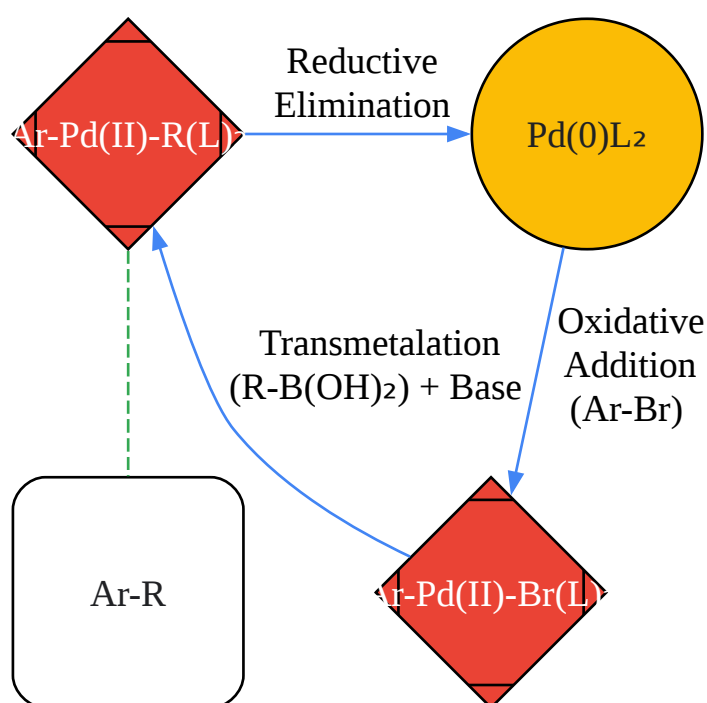 Reductive
Elimination
Ar-Pd(II)-R(L)
Pd(0)L₂
Oxidative
Addition
(Ar-Br)
Transmetalation
(R-B(OH)₂) + Base
Ar-R
Ar-Pd(II)-Br(L)